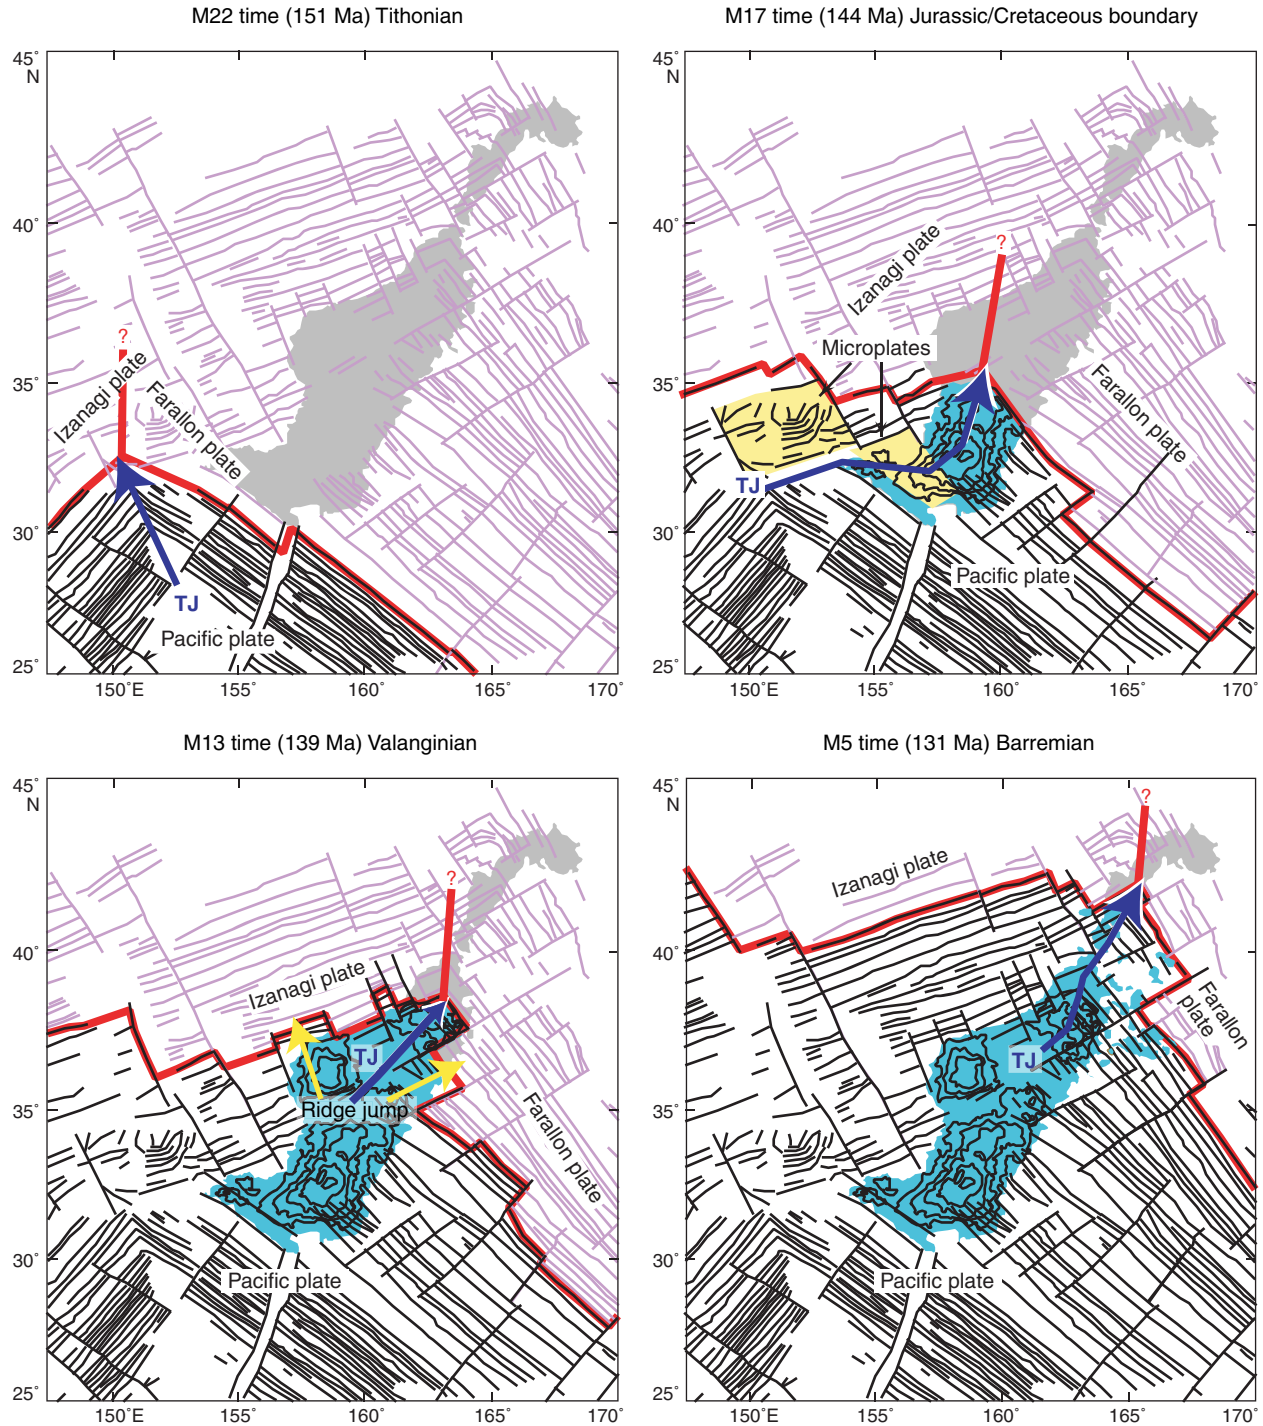 M22 time (151 Ma) Tithonian
45°
N
40°
35°
30°
25°
150°E
155°
160°
165°
170°
?
Izanagi plate
Farallon plate
TJ
Pacific plate
M17 time (144 Ma) Jurassic/Cretaceous boundary
45°
N
40°
35°
30°
25°
150°E
155°
160°
165°
170°
?
Izanagi plate
Microplates
Farallon plate
TJ
Pacific plate
M13 time (139 Ma) Valanginian
45°
N
40°
35°
30°
25°
150°E
155°
160°
165°
170°
?
Izanagi plate
TJ
Ridge jump
Farallon plate
Pacific plate
M5 time (131 Ma) Barremian
45°
N
40°
35°
30°
25°
150°E
155°
160°
165°
170°
?
Izanagi plate
Farallon
plate
TJ
Pacific plate